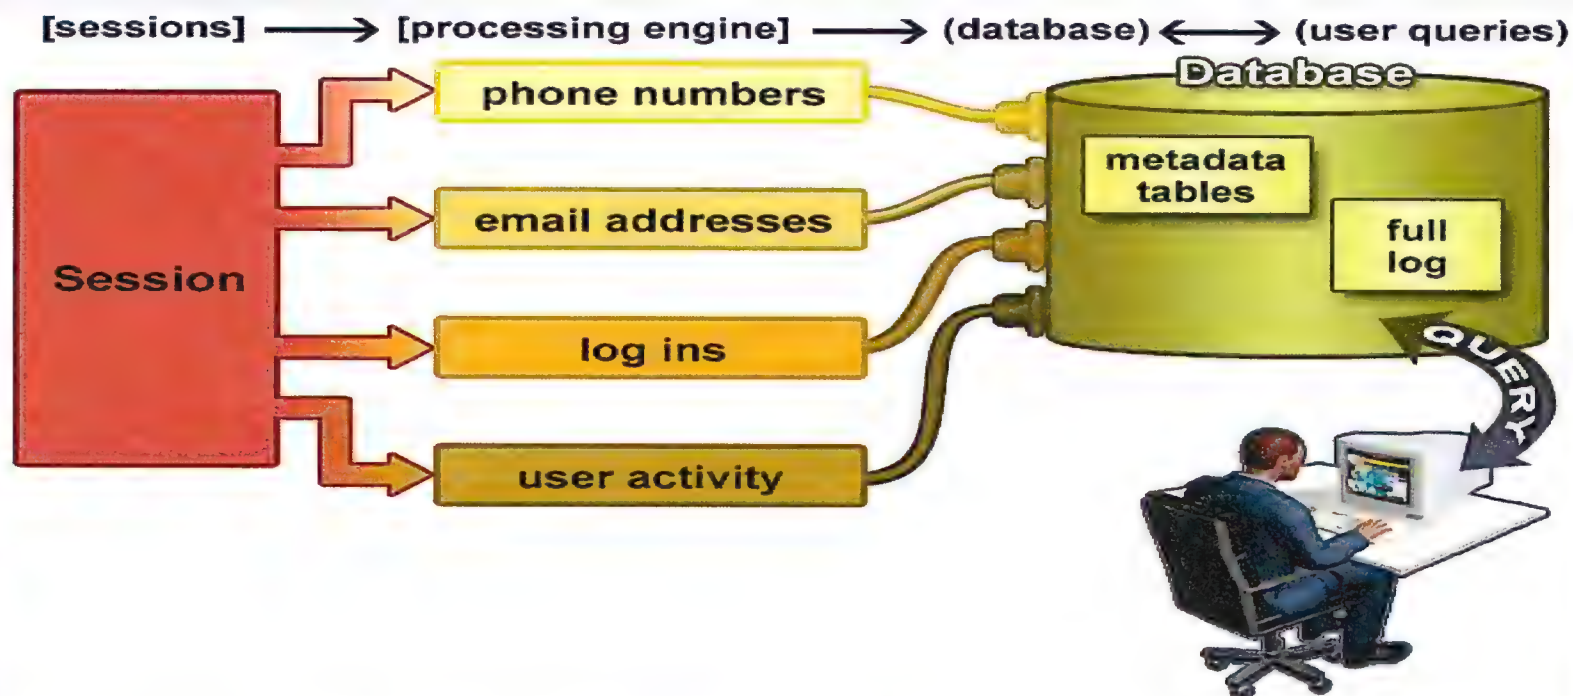 [sessions] → [processing engine] → (database) ↔ (user queries)
Database
phone numbers
metadata
tables
email addresses
full
log
Session
log ins
QUERY
user activity